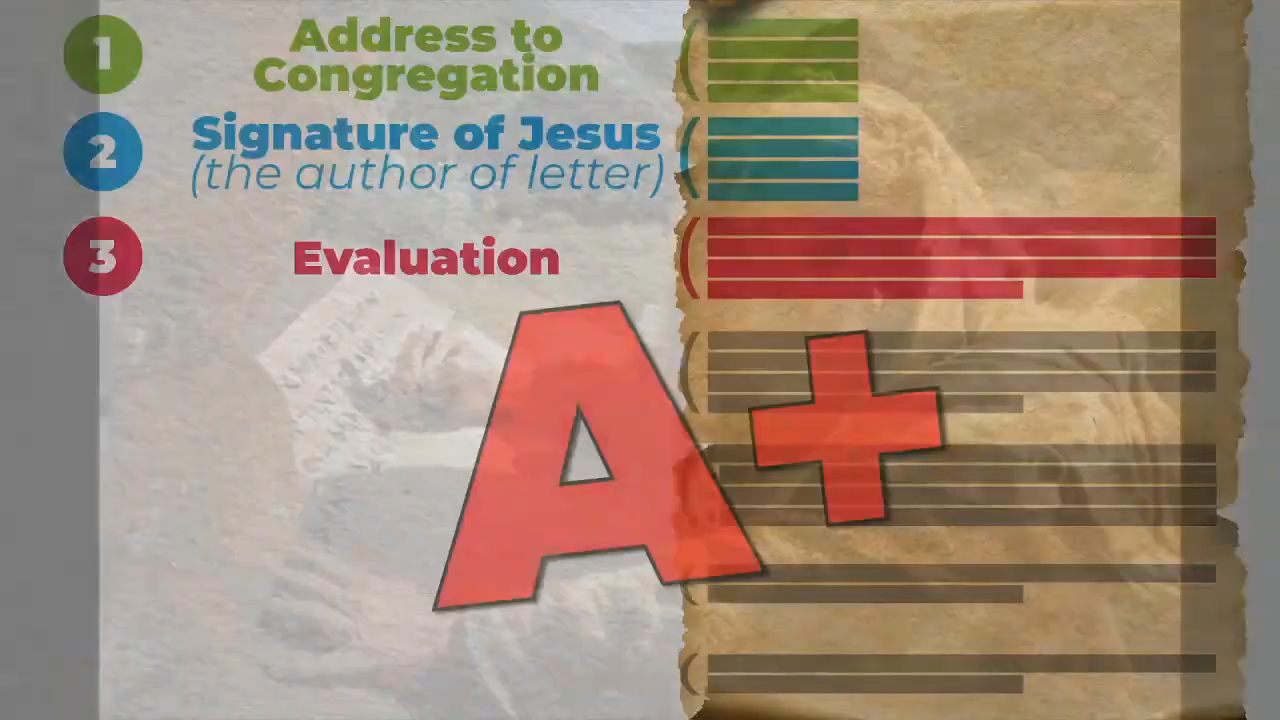 1
Address to
Congregation
2
Signature of Jesus
(the author of letter)
3
Evaluation
A+